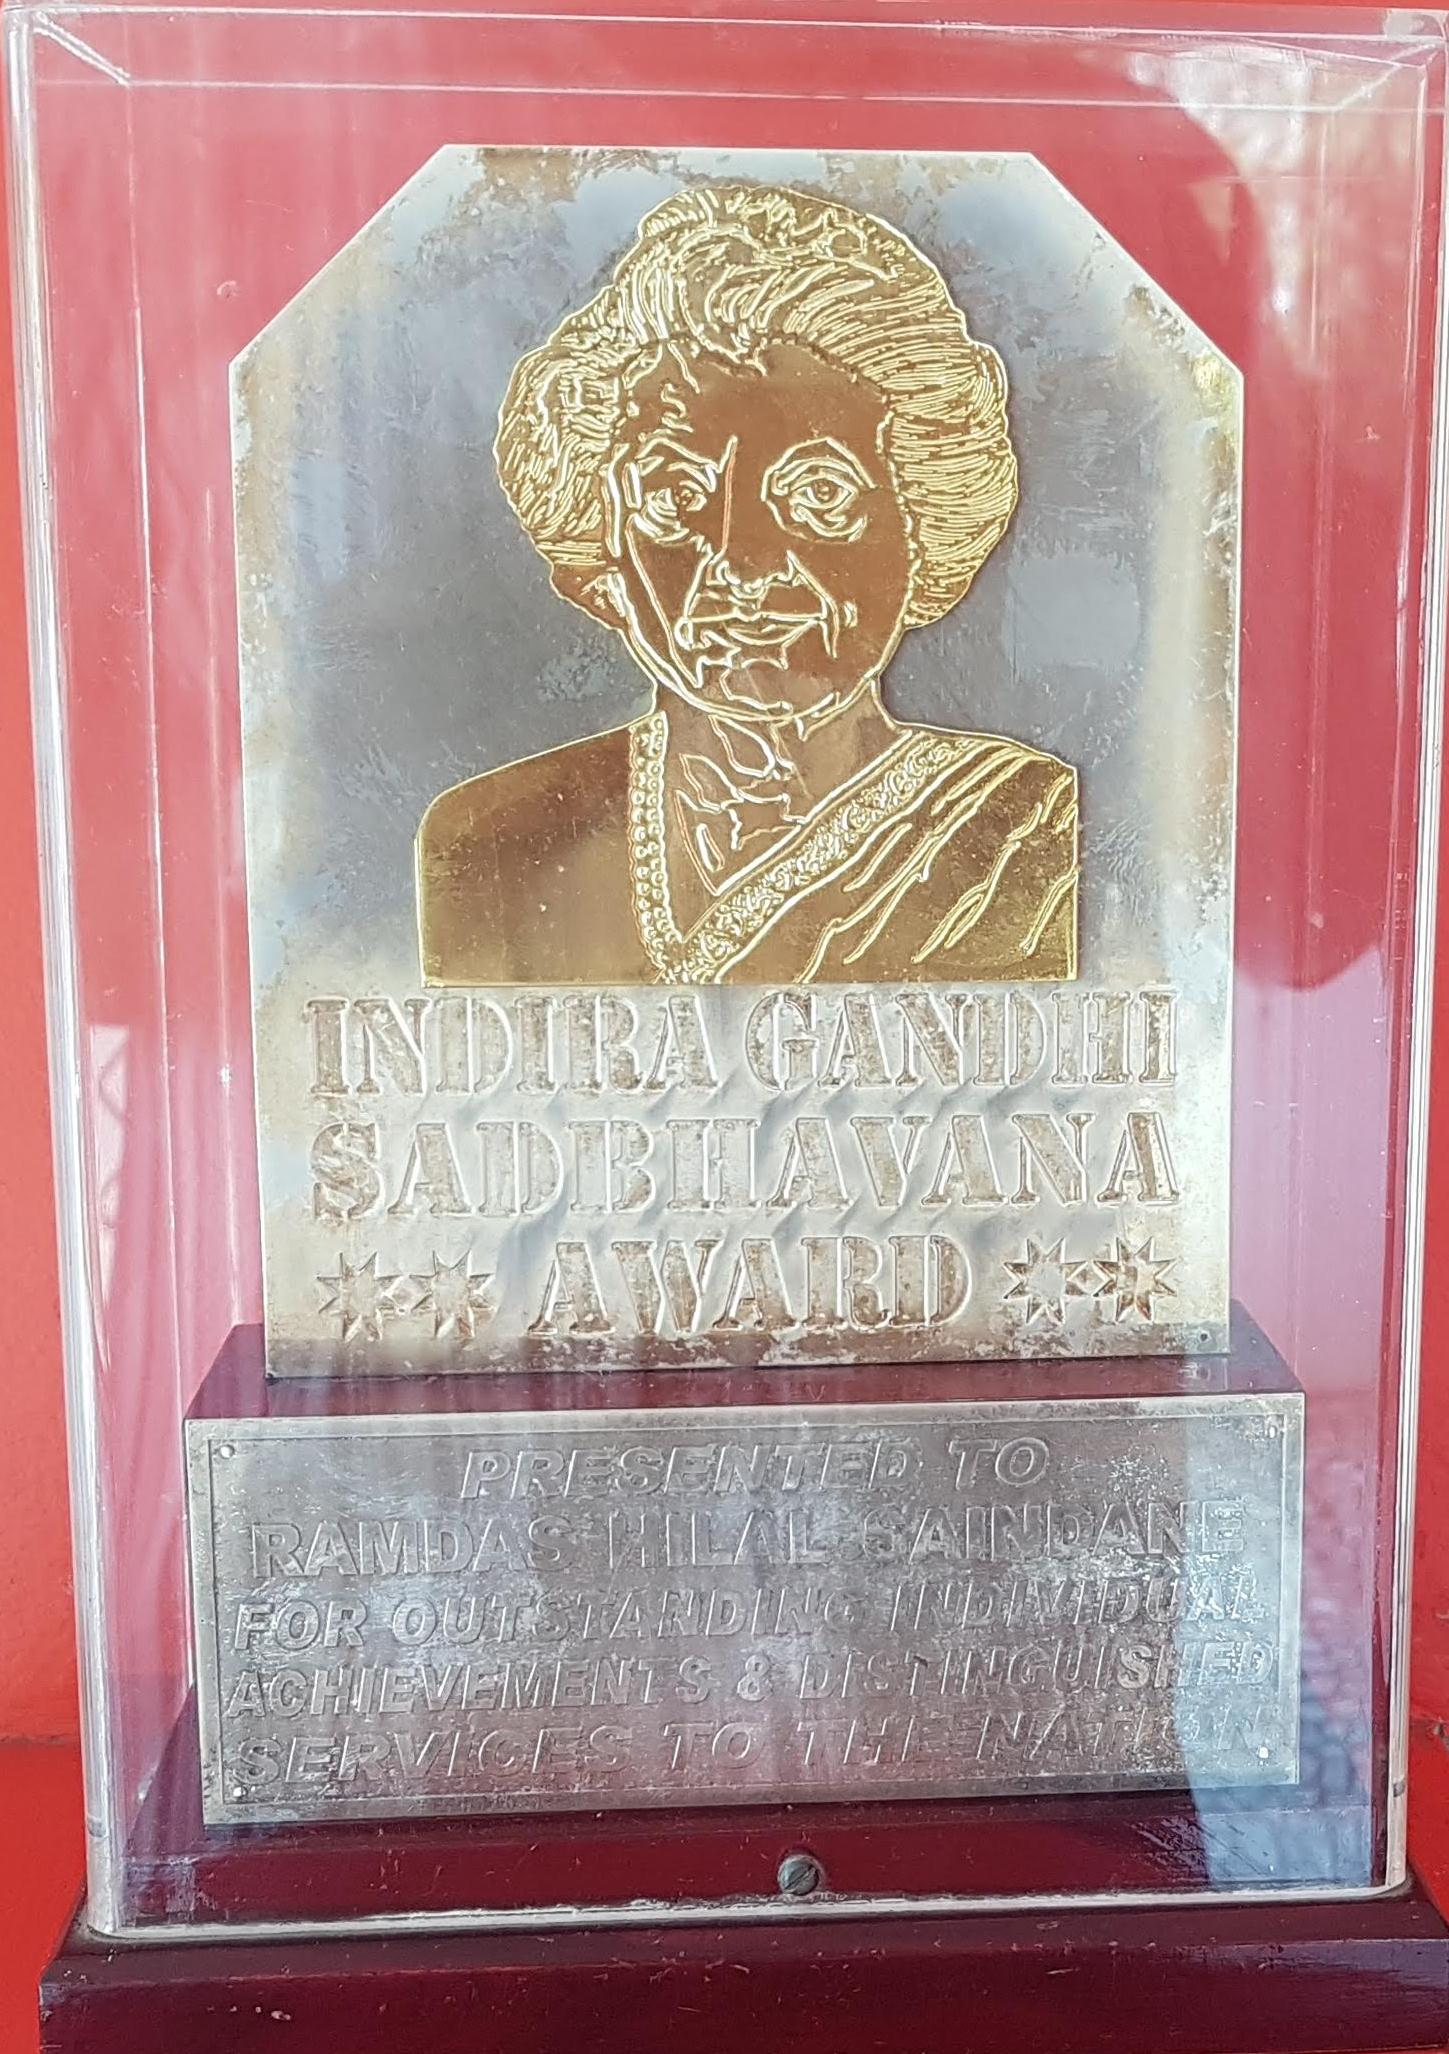 INDIRA GANDHI
SADBHAVANA
AWARD
PRESENTED TO
RAMDAS HILAL SAINDANE
FOR OUTSTANDING INDIVIDUAL
ACHIEVEMENTS & DISTINGUISHED
SERVICES TO THE NATION